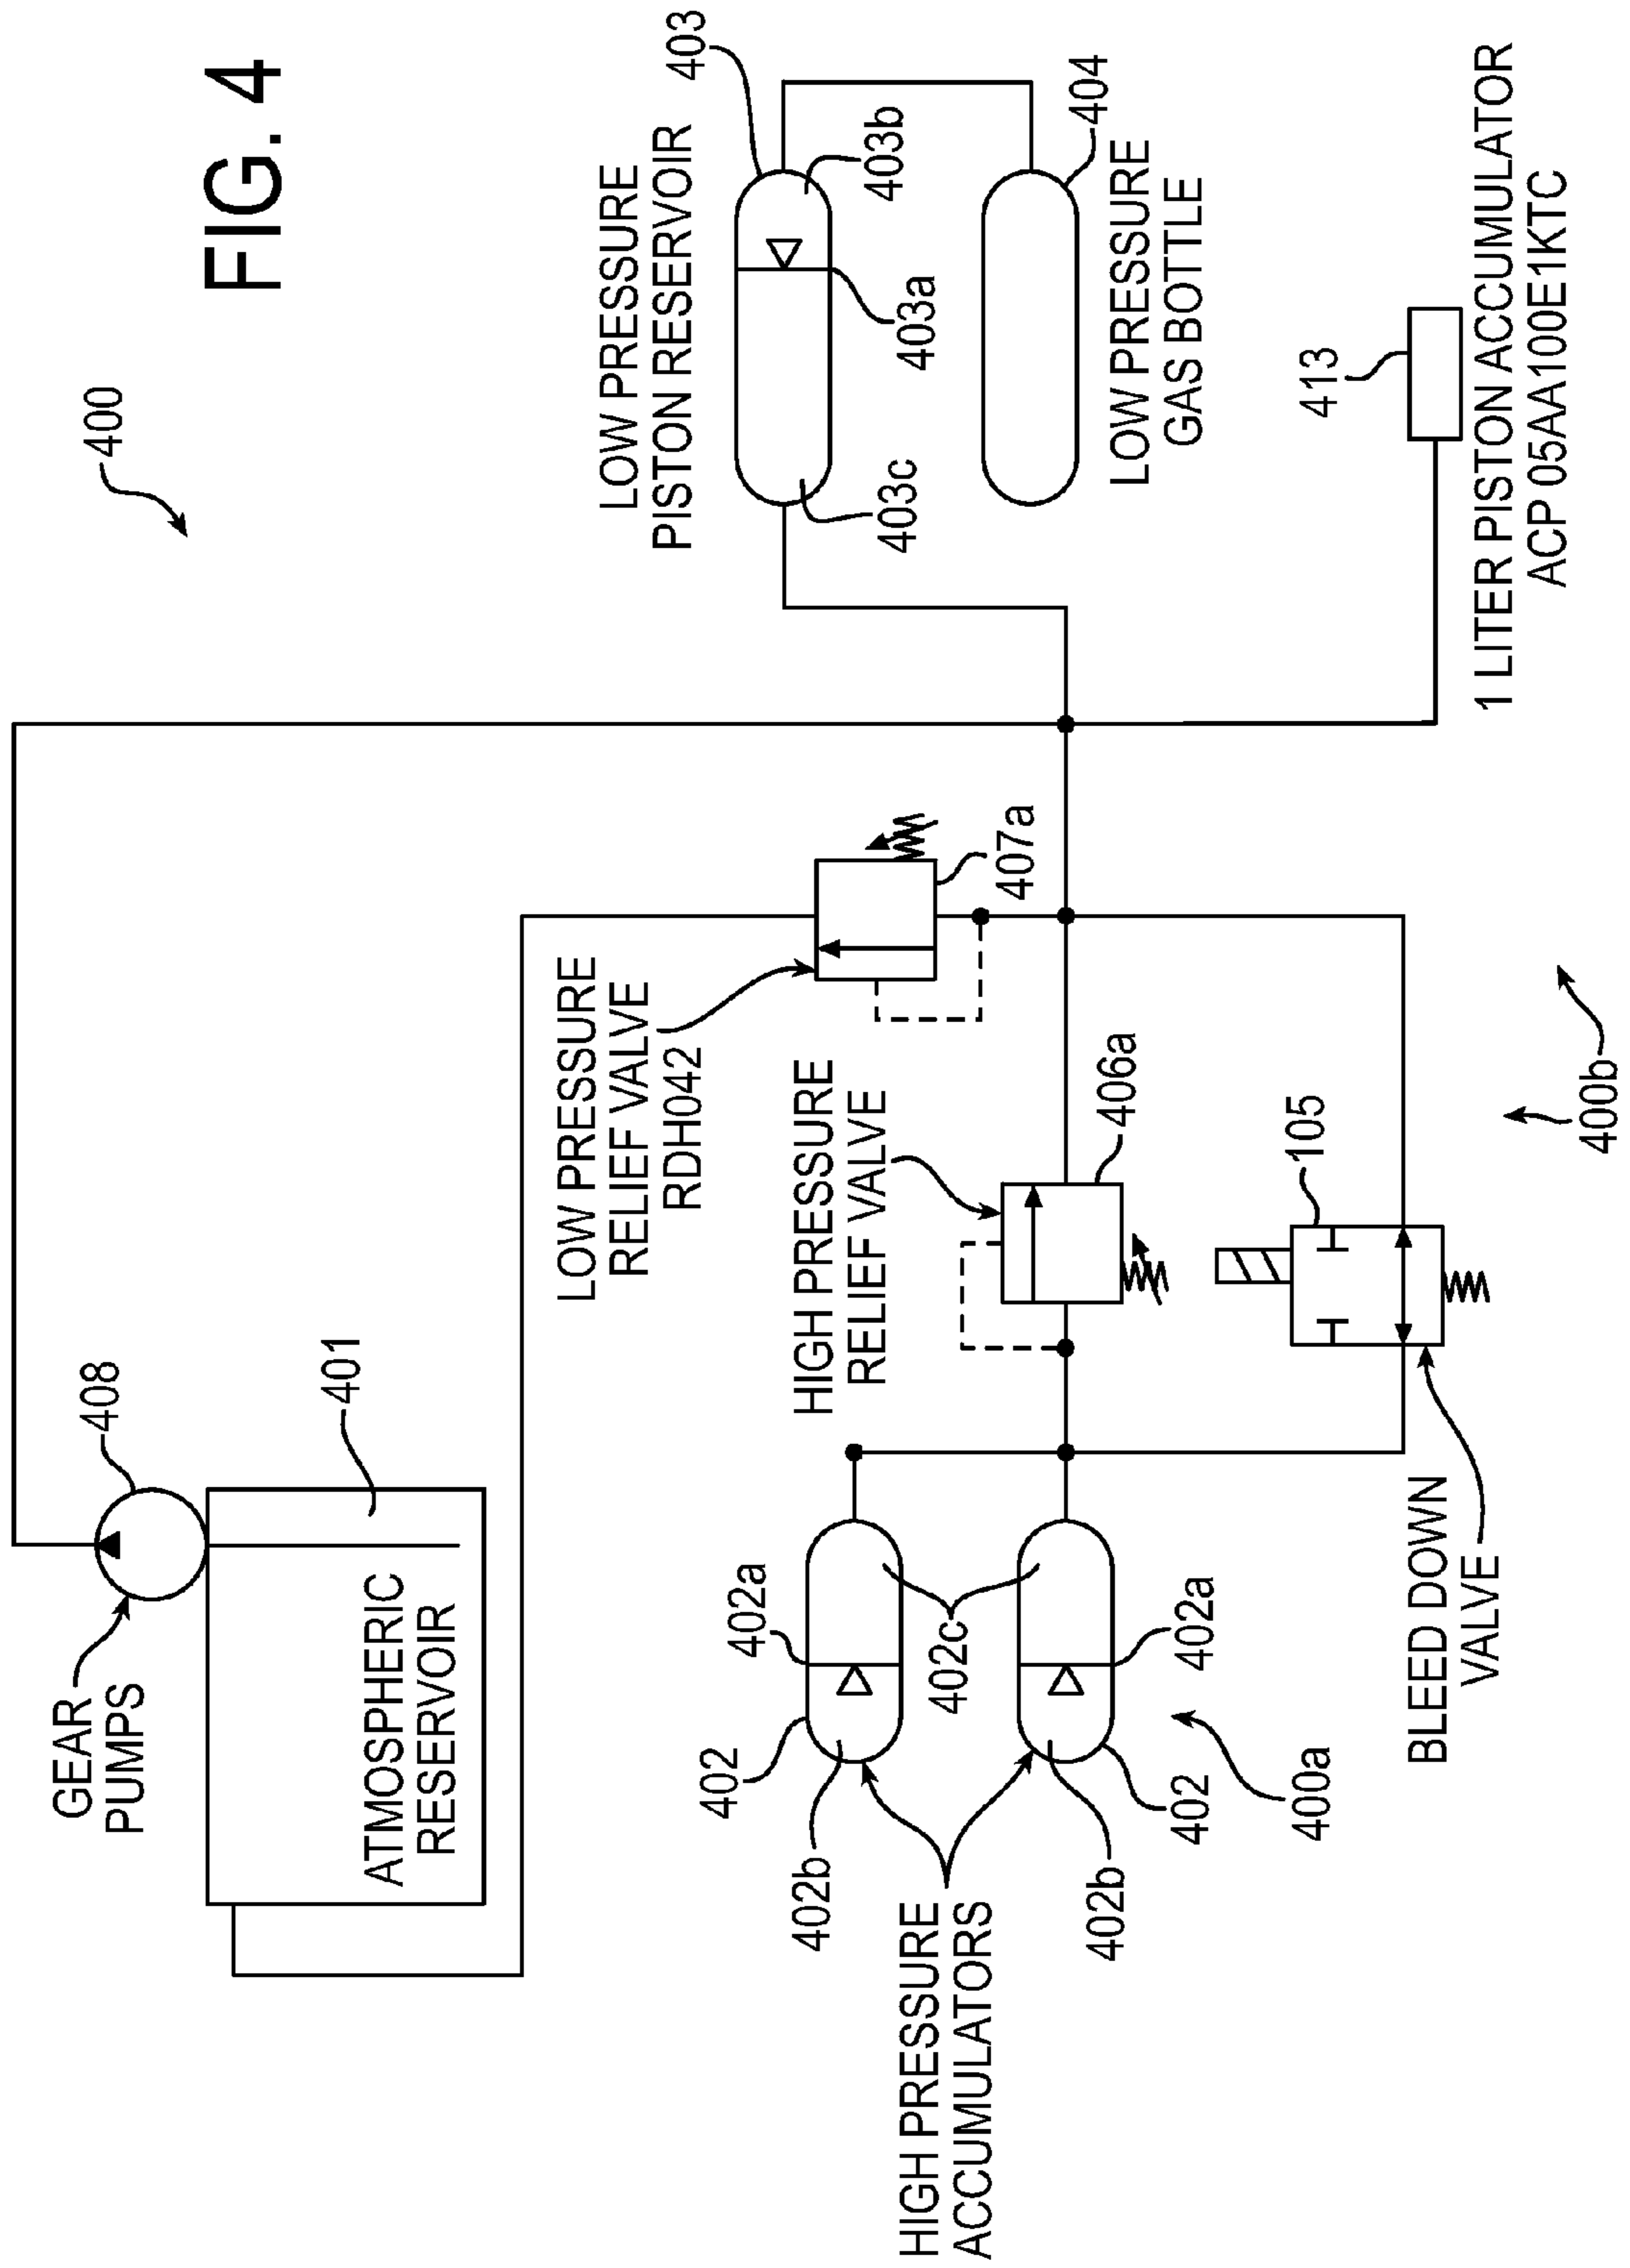 FIG. 4
400
GEAR
PUMPS
408
401
ATMOSPHERIC
RESERVOIR
LOW PRESSURE
PISTON RESERVOIR
403
403b
403a
403c
404
LOW PRESSURE
GAS BOTTLE
LOW PRESSURE
RELIEF VALVE
RDH042
407a
HIGH PRESSURE
RELIEF VALVE
406a
413
1 LITER PISTON ACCUMULATOR
ACP 05AA100E1KTC
402
402a
402b
402c
402a
402b
402
HIGH PRESSURE
ACCUMULATORS
400a
105
BLEED DOWN
VALVE
400b